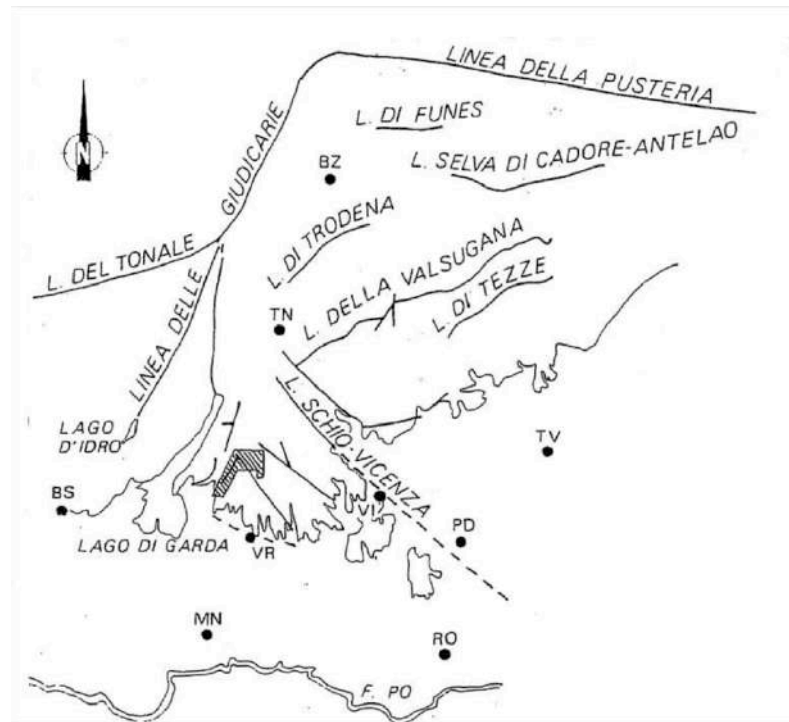 LINEA DELLA PUSTERIA
L. DI FUNES
L. SELVA DI CADORE-ANTELAO
N
BZ
GIUDICARIE
L. DI TRODENA
L. DEL TONALE
L. DELLA VALSUGANA
L. DI TEZZE
LINEA DELLE
TN
L. SCHIO-VICENZA
LAGO
D'IDRO
TV
BS
VI
LAGO DI GARDA
VR
PD
MN
RO
F. PO